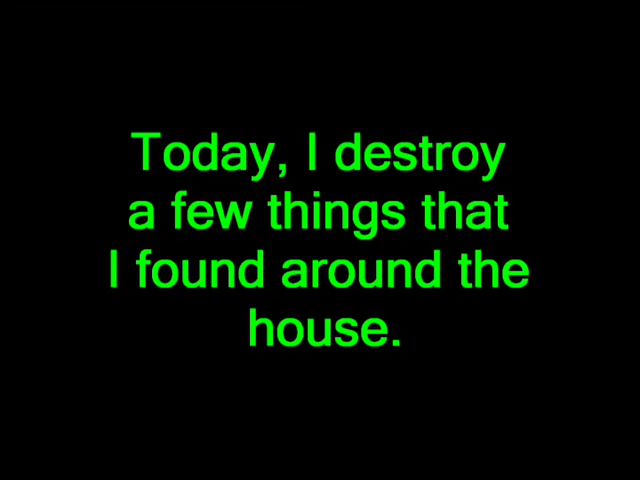 Today, I destroy
a few things that
I found around the
house.